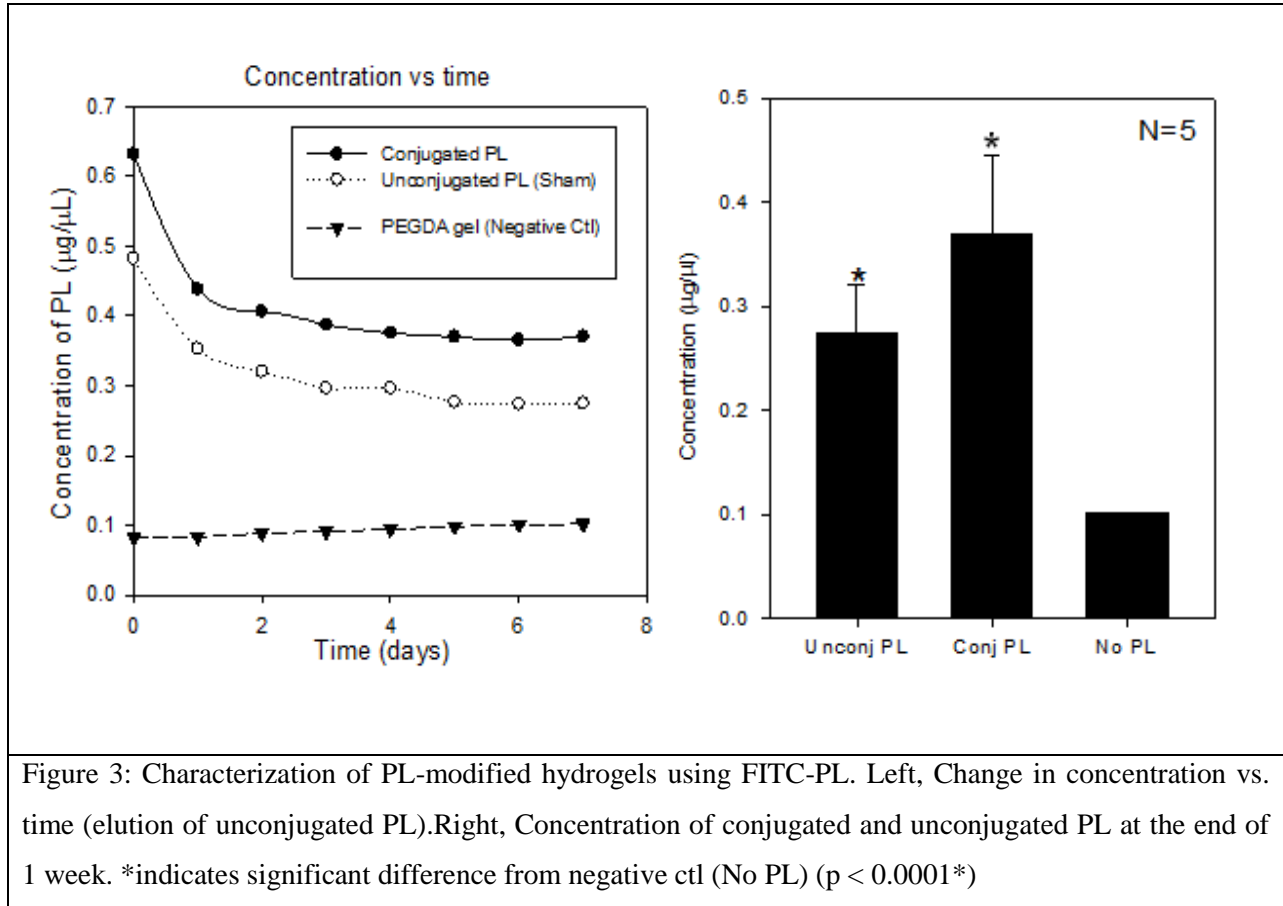 Concentration vs time
0.7
0.6
0.5
0.4
0.3
0.2
0.1
0.0
Concentration of PL (µg/µL)
Conjugated PL
Unconjugated PL (Sham)
PEGDA gel (Negative Ctl)
0 2 4 6 8
Time (days)
0.5
0.4
0.3
0.2
0.1
0.0
Concentration (µg/µl)
N=5
*
*
Unconj PL Conj PL No PL
Figure 3: Characterization of PL-modified hydrogels using FITC-PL. Left, Change in concentration vs.
time (elution of unconjugated PL).Right, Concentration of conjugated and unconjugated PL at the end of
1 week. *indicates significant difference from negative ctl (No PL) (p < 0.0001*)